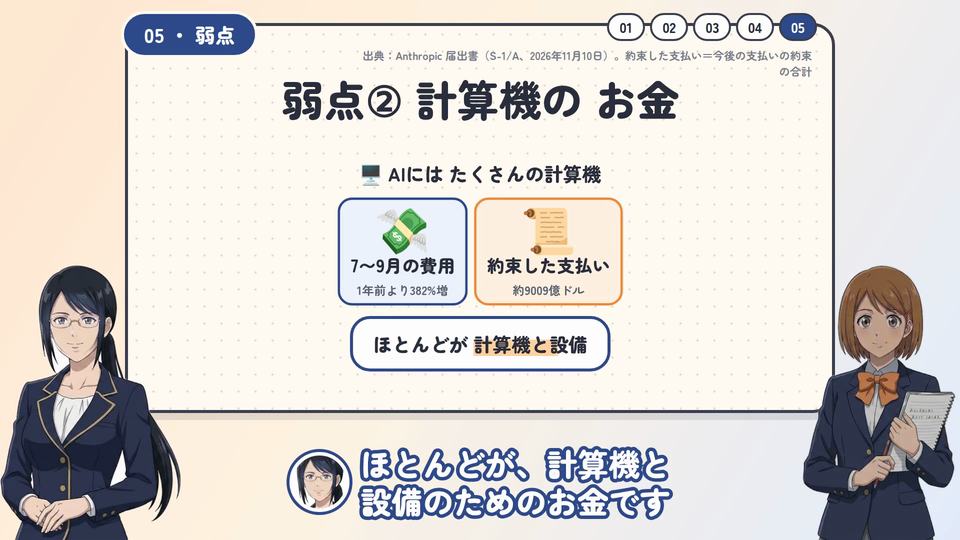 05 ・ 弱点
01 02 03 04 05
出典：Anthropic 届出書（S-1/A、2026年11月10日）。約束した支払い＝今後の支払いの約束
の合計
弱点② 計算機の お金
AIには たくさんの計算機
7〜9月の費用
1年前より382%増
約束した支払い
約9009億ドル
ほとんどが 計算機と設備
ほとんどが、計算機と
設備のためのお金です